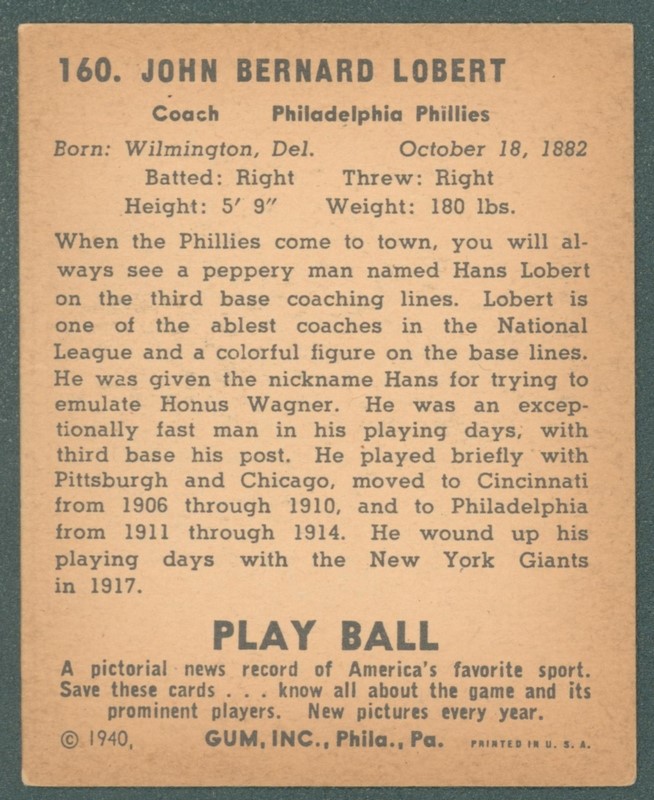 160. JOHN BERNARD LOBERT
Coach Philadelphia Phillies
Born: Wilmington, Del. October 18, 1882
Batted: Right Threw: Right
Height: 5′ 9″ Weight: 180 lbs.
When the Phillies come to town, you will al-
ways see a peppery man named Hans Lobert
on the third base coaching lines. Lobert is
one of the ablest coaches in the National
League and a colorful figure on the base lines.
He was given the nickname Hans for trying to
emulate Honus Wagner. He was an excep-
tionally fast man in his playing days, with
third base his post. He played briefly with
Pittsburgh and Chicago, moved to Cincinnati
from 1906 through 1910, and to Philadelphia
from 1911 through 1914. He wound up his
playing days with the New York Giants
in 1917.
PLAY BALL
A pictorial news record of America's favorite sport.
Save these cards . . . know all about the game and its
prominent players. New pictures every year.
© 1940, GUM, INC., Phila., Pa. PRINTED IN U. S. A.